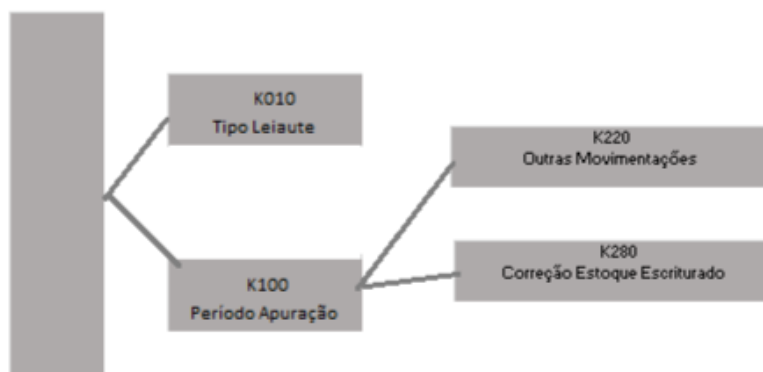 K010
Tipo Leiaute
K220
Outras Movimentações
K280
Correção Estoque Escriturado
K100
Período Apuração